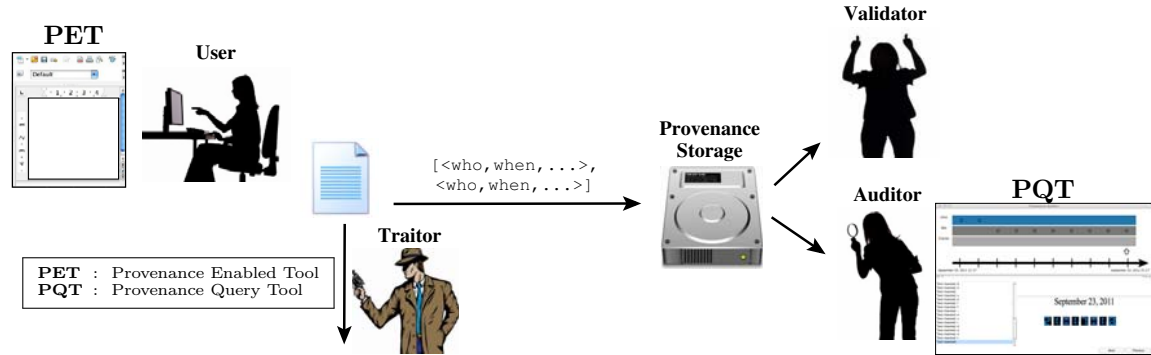 PET
User
Default
Validator
Provenance
Storage
[<who,when,...>,
<who,when,...>]
Traitor
Auditor
PQT
PET : Provenance Enabled Tool
PQT : Provenance Query Tool
September 23, 2011